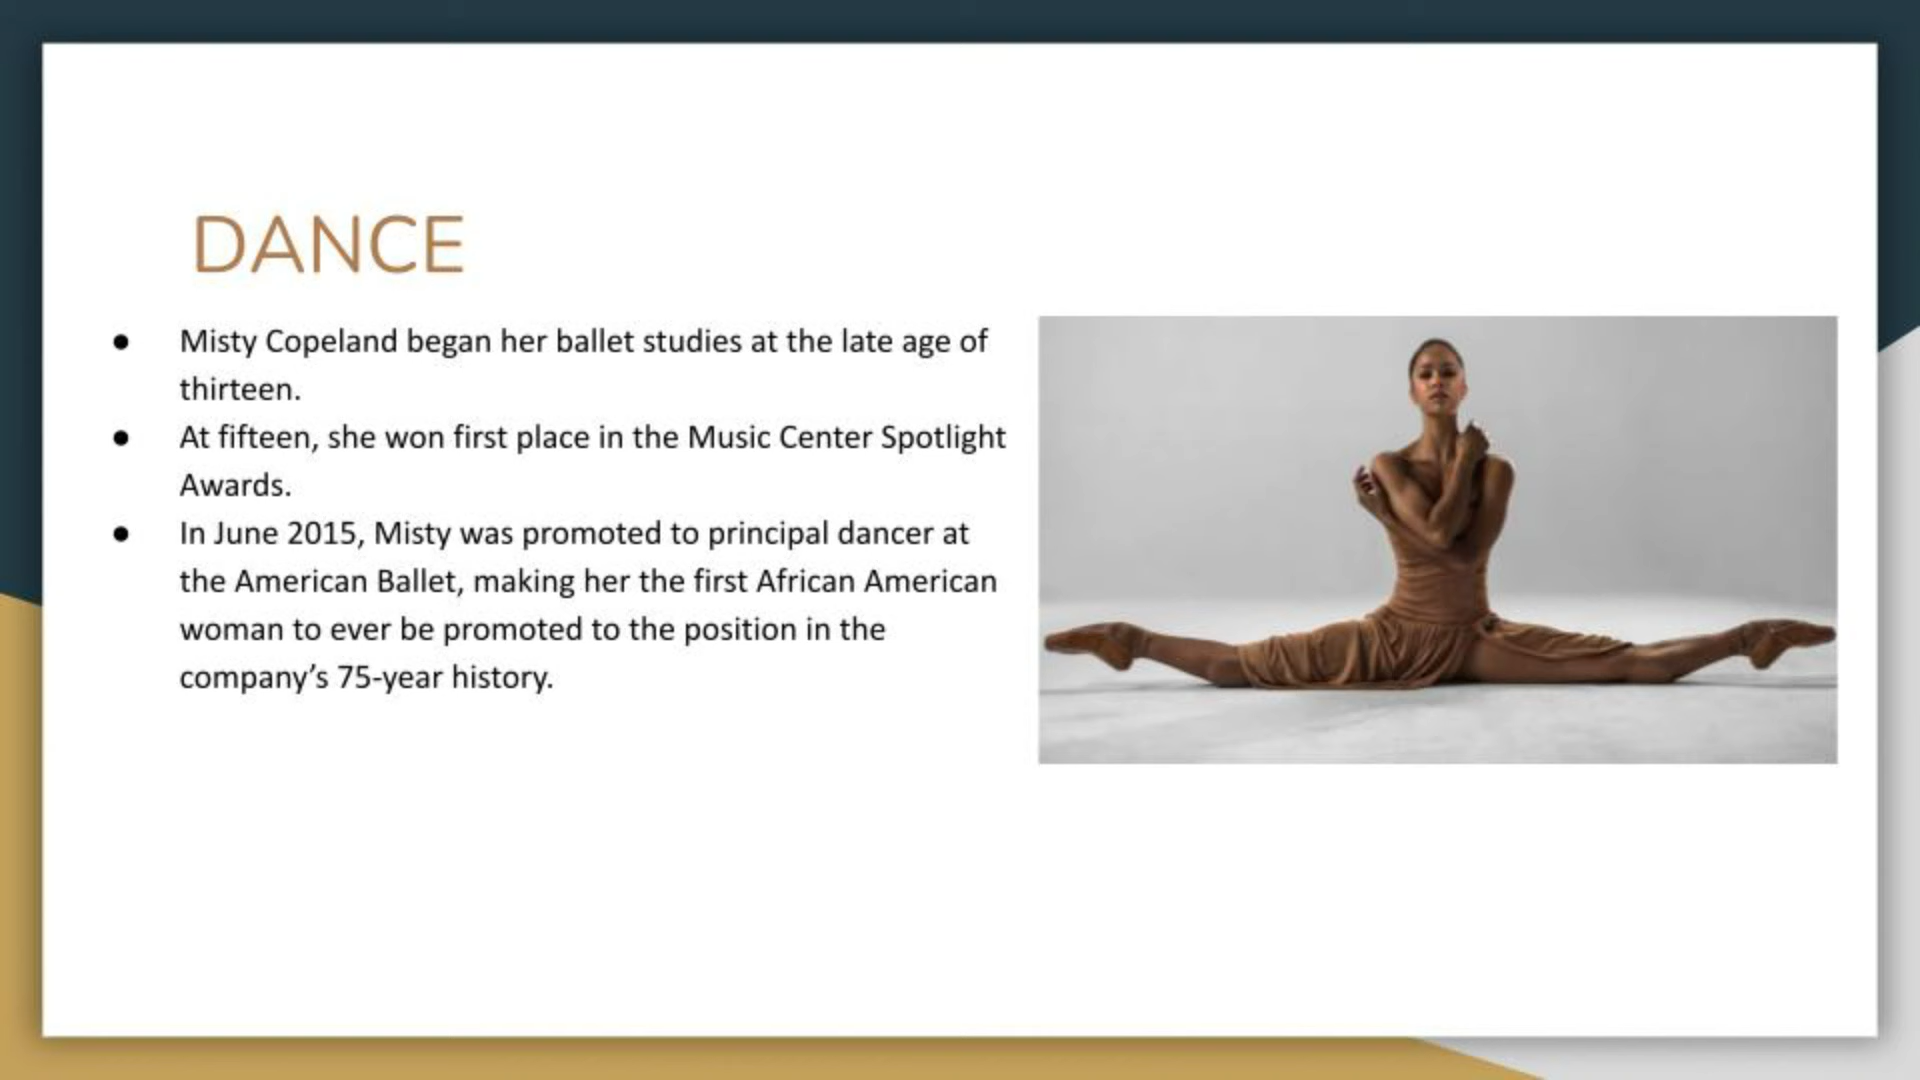 DANCE
● Misty Copeland began her ballet studies at the late age of
thirteen.
● At fifteen, she won first place in the Music Center Spotlight
Awards.
● In June 2015, Misty was promoted to principal dancer at
the American Ballet, making her the first African American
woman to ever be promoted to the position in the
company’s 75-year history.